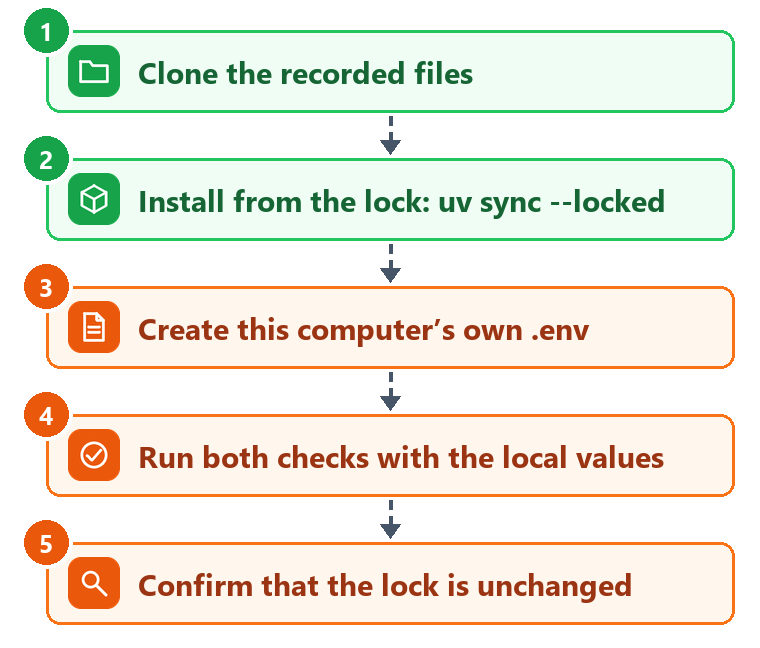 1
Clone the recorded files
2
Install from the lock: uv sync --locked
3
Create this computer’s own .env
4
Run both checks with the local values
5
Confirm that the lock is unchanged